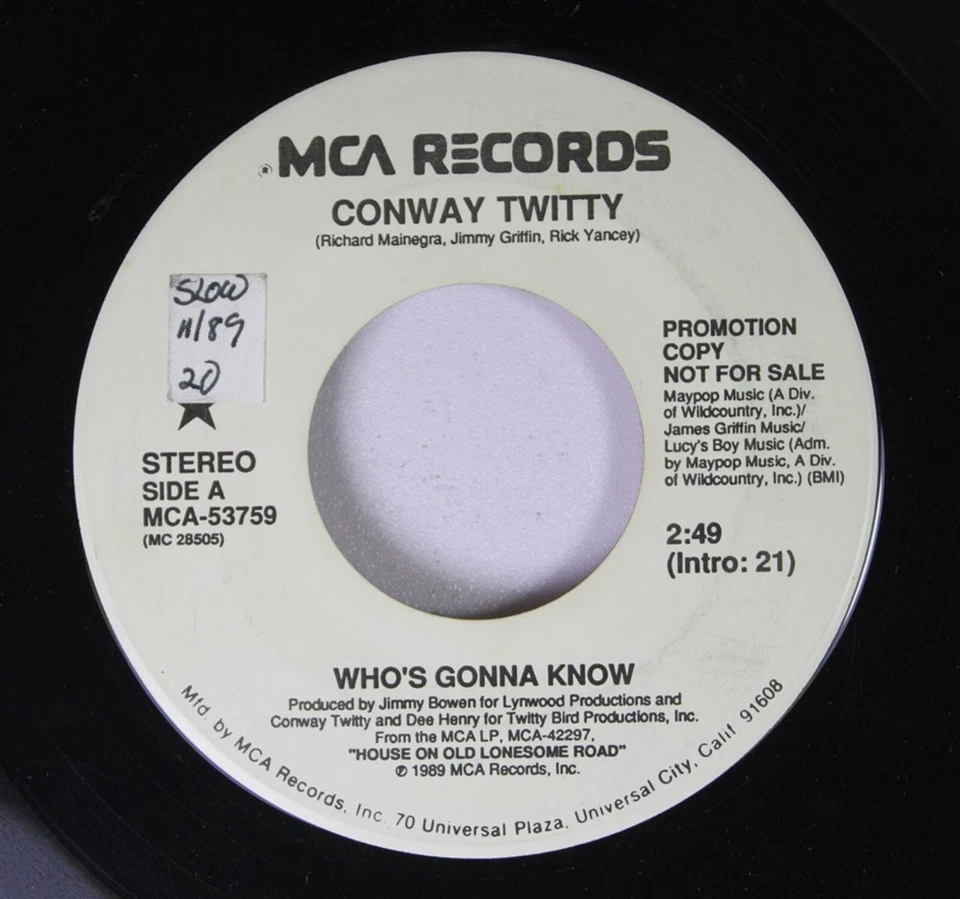 MCA RECORDS
CONWAY TWITTY
(Richard Mainegra, Jimmy Griffin, Rick Yancey)
SLOW
11/89
20
STEREO
SIDE A
MCA-53759
(MC 28505)
PROMOTION
COPY
NOT FOR SALE
Maypop Music (A Div.
of Wildcountry, Inc.)/
James Griffin Music/
Lucy's Boy Music (Adm.
by Maypop Music, A Div.
of Wildcountry, Inc.) (BMI)
2:49
(Intro: 21)
WHO'S GONNA KNOW
Produced by Jimmy Bowen for Lynwood Productions and
Conway Twitty and Dee Henry for Twitty Bird Productions, Inc.
From the MCA LP, MCA-42297,
"HOUSE ON OLD LONESOME ROAD"
℗ 1989 MCA Records, Inc.
Mfd. by MCA Records, Inc. 70 Universal Plaza, Universal City, Calif 91608